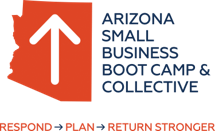 ARIZONA
SMALL
BUSINESS
BOOT CAMP &
COLLECTIVE
RESPOND → PLAN → RETURN STRONGER